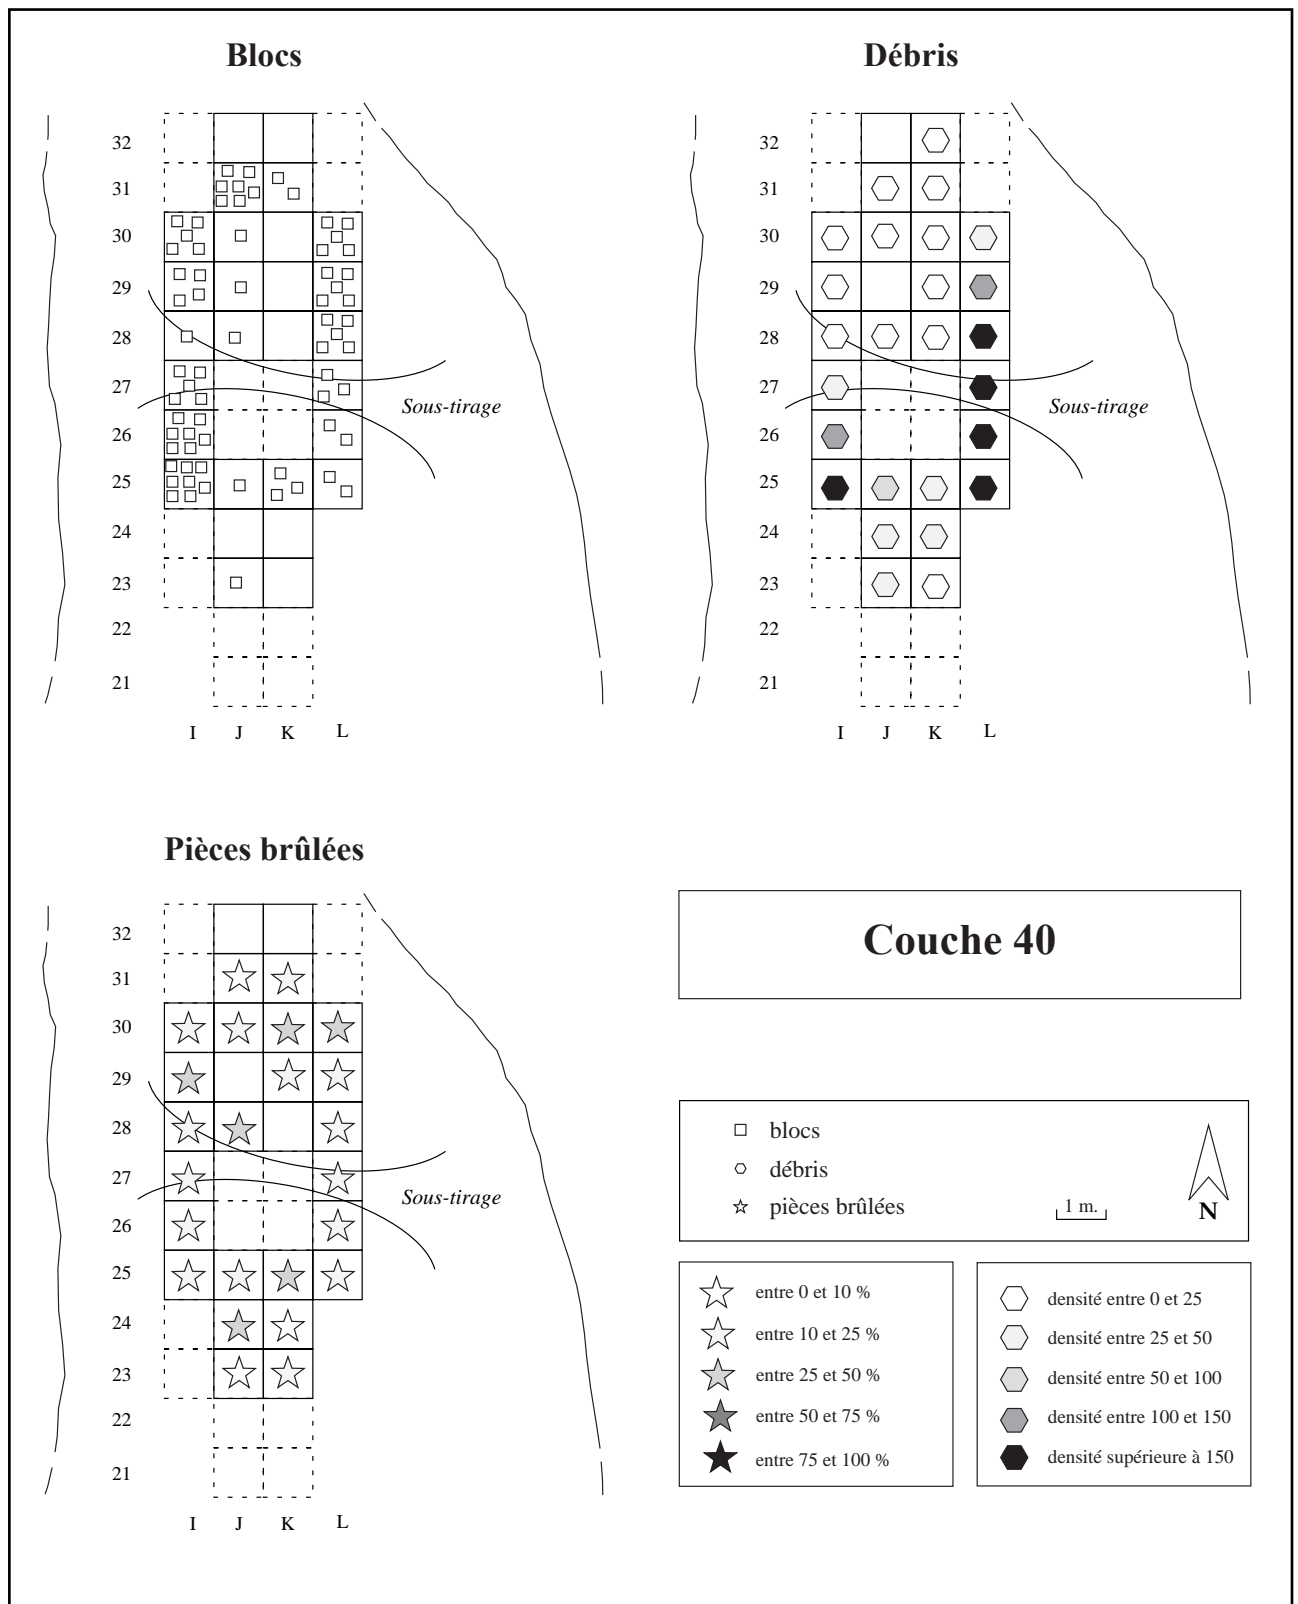 Blocs
32
31
30
29
28
27
26
25
24
23
22
21
Sous-tirage
I J K L
Débris
32
31
30
29
28
27
26
25
24
23
22
21
Sous-tirage
I J K L
Pièces brûlées
32
31
30
29
28
27
26
25
24
23
22
21
Sous-tirage
I J K L
Couche 40
blocs
débris
pièces brûlées
1 m.
N
entre 0 et 10 %
entre 10 et 25 %
entre 25 et 50 %
entre 50 et 75 %
entre 75 et 100 %
densité entre 0 et 25
densité entre 25 et 50
densité entre 50 et 100
densité entre 100 et 150
densité supérieure à 150